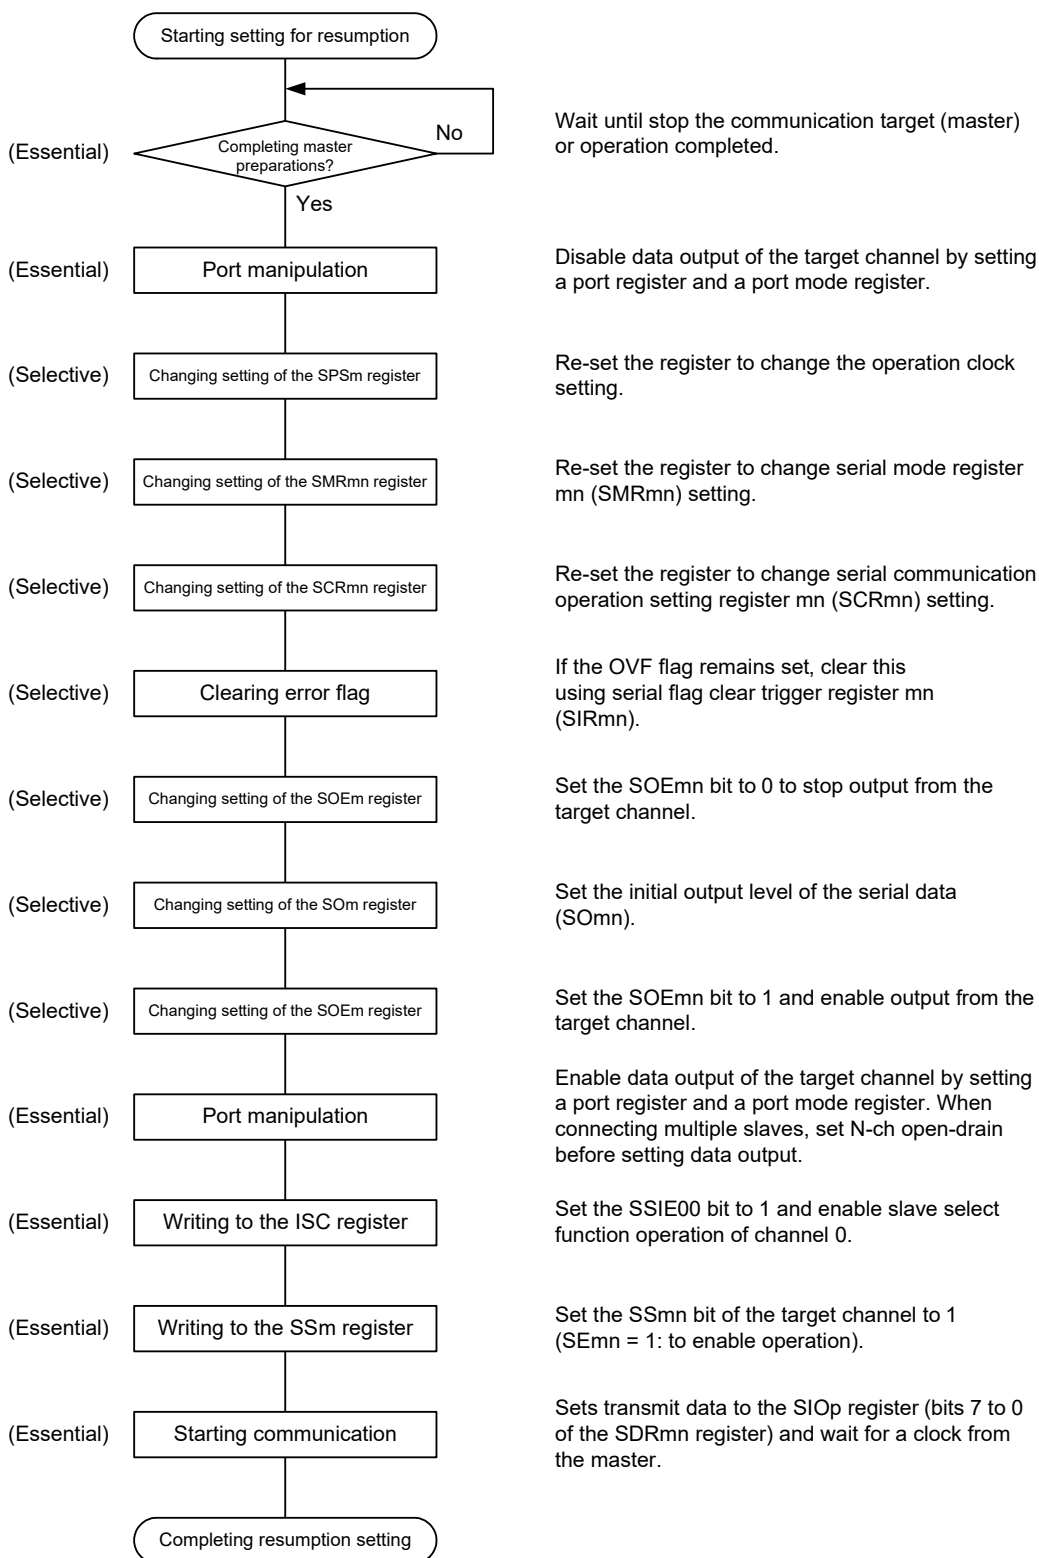 Starting setting for resumption
(Essential)
Completing master
preparations?
No
Wait until stop the communication target (master)
or operation completed.
Yes
(Essential)
Port manipulation
Disable data output of the target channel by setting
a port register and a port mode register.
(Selective)
Changing setting of the SPSm register
Re-set the register to change the operation clock
setting.
(Selective)
Changing setting of the SMRmn register
Re-set the register to change serial mode register
mn (SMRmn) setting.
(Selective)
Changing setting of the SCRmn register
Re-set the register to change serial communication
operation setting register mn (SCRmn) setting.
(Selective)
Clearing error flag
If the OVF flag remains set, clear this
using serial flag clear trigger register mn
(SIRmn).
(Selective)
Changing setting of the SOEm register
Set the SOEmn bit to 0 to stop output from the
target channel.
(Selective)
Changing setting of the SOm register
Set the initial output level of the serial data
(SOmn).
(Selective)
Changing setting of the SOEm register
Set the SOEmn bit to 1 and enable output from the
target channel.
(Essential)
Port manipulation
Enable data output of the target channel by setting
a port register and a port mode register. When
connecting multiple slaves, set N-ch open-drain
before setting data output.
(Essential)
Writing to the ISC register
Set the SSIE00 bit to 1 and enable slave select
function operation of channel 0.
(Essential)
Writing to the SSm register
Set the SSmn bit of the target channel to 1
(SEmn = 1: to enable operation).
(Essential)
Starting communication
Sets transmit data to the SIOp register (bits 7 to 0
of the SDRmn register) and wait for a clock from
the master.
Completing resumption setting